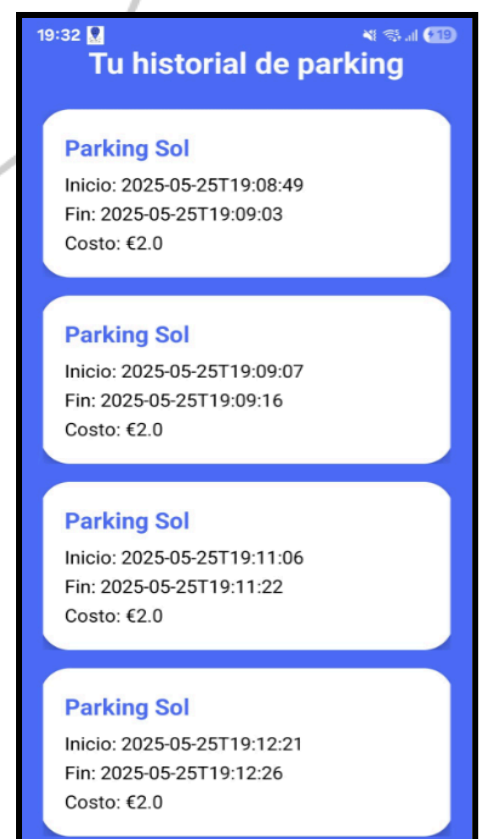 19:32
19
Tu historial de parking
Parking Sol
Inicio: 2025-05-25T19:08:49
Fin: 2025-05-25T19:09:03
Costo: €2.0
Parking Sol
Inicio: 2025-05-25T19:09:07
Fin: 2025-05-25T19:09:16
Costo: €2.0
Parking Sol
Inicio: 2025-05-25T19:11:06
Fin: 2025-05-25T19:11:22
Costo: €2.0
Parking Sol
Inicio: 2025-05-25T19:12:21
Fin: 2025-05-25T19:12:26
Costo: €2.0